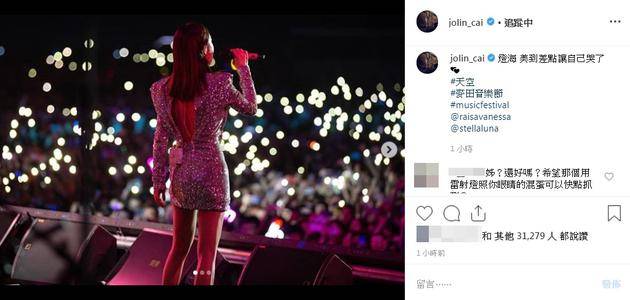 jolin_cai • 追蹤中
jolin_cai 燈海 美到差點讓自己哭了
#天空
#麥田音樂節
#musicfestival
@raisavanessa
@stellaluna
1 小時
姊？還好嗎？希望那個用
雷射燈照你眼睛的混蛋可以快點抓
和 其他 31,279 人 都說讚
1 小時前
留言⋯⋯
發佈